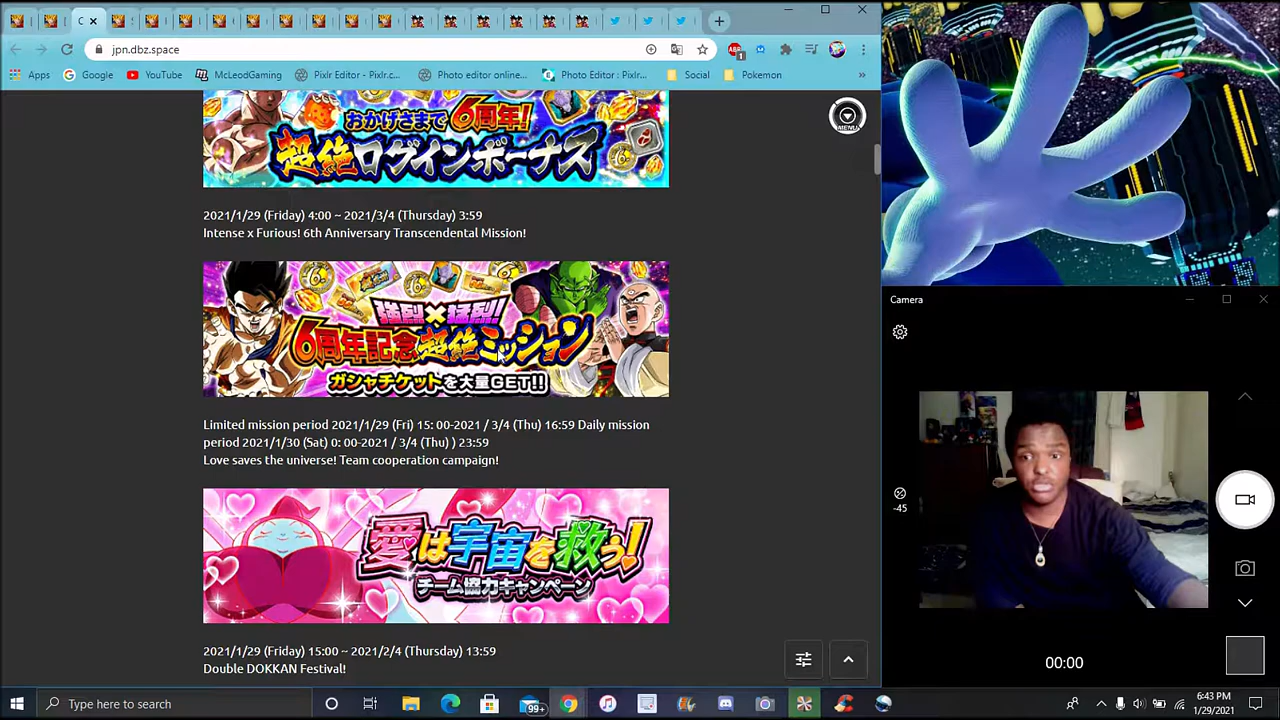 C
jpn.dbz.space
Apps
Google
YouTube
McLeodGaming
Pixlr Editor - Pixlr.c...
Photo editor online...
Photo Editor : Pixlr...
Social
Pokemon
»
MENU
おかげさまで6周年!
超絶ログインボーナス
2021/1/29 (Friday) 4:00 ~ 2021/3/4 (Thursday) 3:59
Intense x Furious! 6th Anniversary Transcendental Mission!
強烈×猛烈!
6周年記念超絶ミッション
ガシャチケットを大量GET!!
Limited mission period 2021/1/29 (Fri) 15: 00-2021 / 3/4 (Thu) 16:59 Daily mission
period 2021/1/30 (Sat) 0: 00-2021 / 3/4 (Thu) ) 23:59
Love saves the universe! Team cooperation campaign!
愛は宇宙を救う!
チーム協力キャンペーン
2021/1/29 (Friday) 15:00 ~ 2021/2/4 (Thursday) 13:59
Double DOKKAN Festival!
Camera
-45
00:00
Type here to search
99+
6:43 PM
1/29/2021